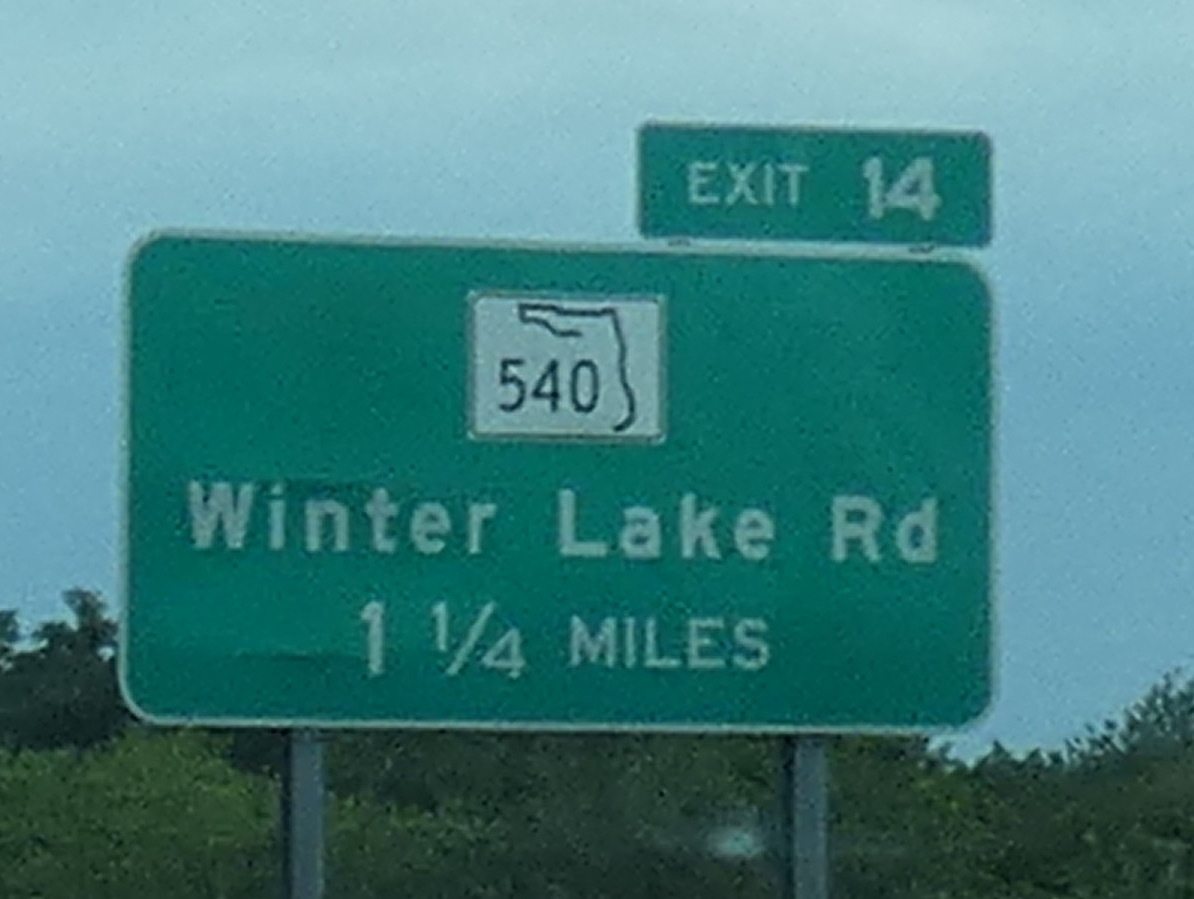 EXIT 14
540
Winter Lake Rd
1 1/4 MILES